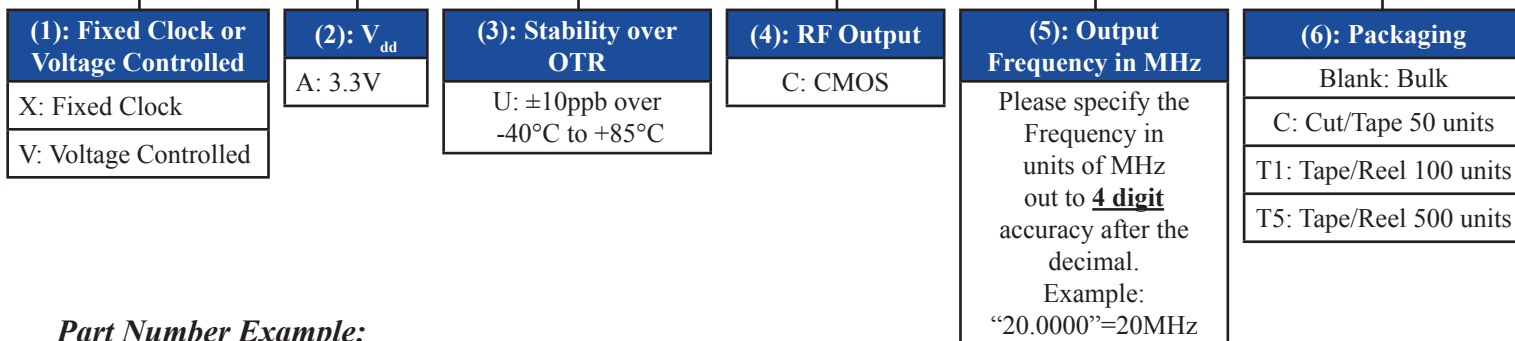 (1): Fixed Clock or
Voltage Controlled
X: Fixed Clock
V: Voltage Controlled
(2): Vdd
A: 3.3V
(3): Stability over
OTR
U: ±10ppb over
-40°C to +85°C
(4): RF Output
C: CMOS
(5): Output
Frequency in MHz
Please specify the
Frequency in
units of MHz
out to 4 digit
accuracy after the
decimal.
Example:
“20.0000”=20MHz
(6): Packaging
Blank: Bulk
C: Cut/Tape 50 units
T1: Tape/Reel 100 units
T5: Tape/Reel 500 units
Part Number Example: